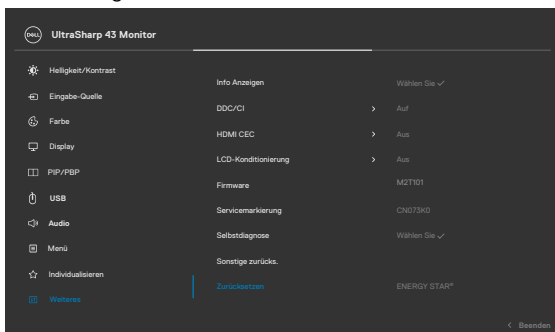 DELL UltraSharp 43 Monitor
Helligkeit/Kontrast
Eingabe-Quelle
Farbe
Display
PIP/PBP
USB
Audio
Menü
Individualisieren
Weiteres
Info Anzeigen Wählen Sie ✓
DDC/CI > Auf
HDMI CEC > Aus
LCD-Konditionierung > Aus
Firmware M2T101
Servicemarkierung CN073K0
Selbstdiagnose Wählen Sie ✓
Sonstige zurücks.
Zurücksetzen ENERGY STAR®
< Beenden